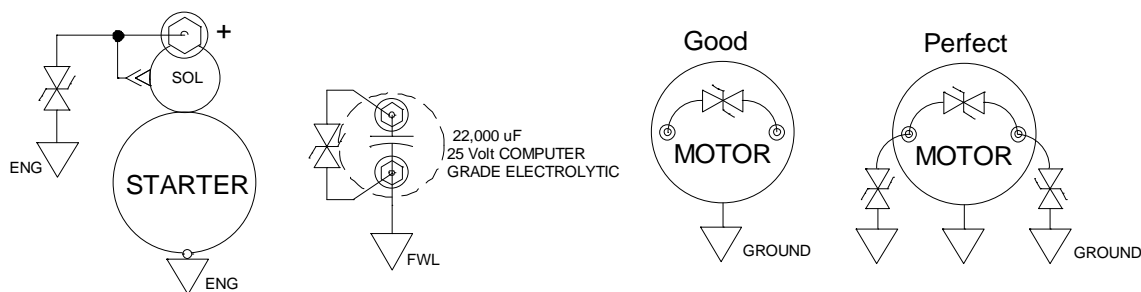 +
SOL
ENG
STARTER
ENG
22,000 uF
25 Volt COMPUTER
GRADE ELECTROLYTIC
FWL
Good
MOTOR
GROUND
Perfect
MOTOR
GROUND